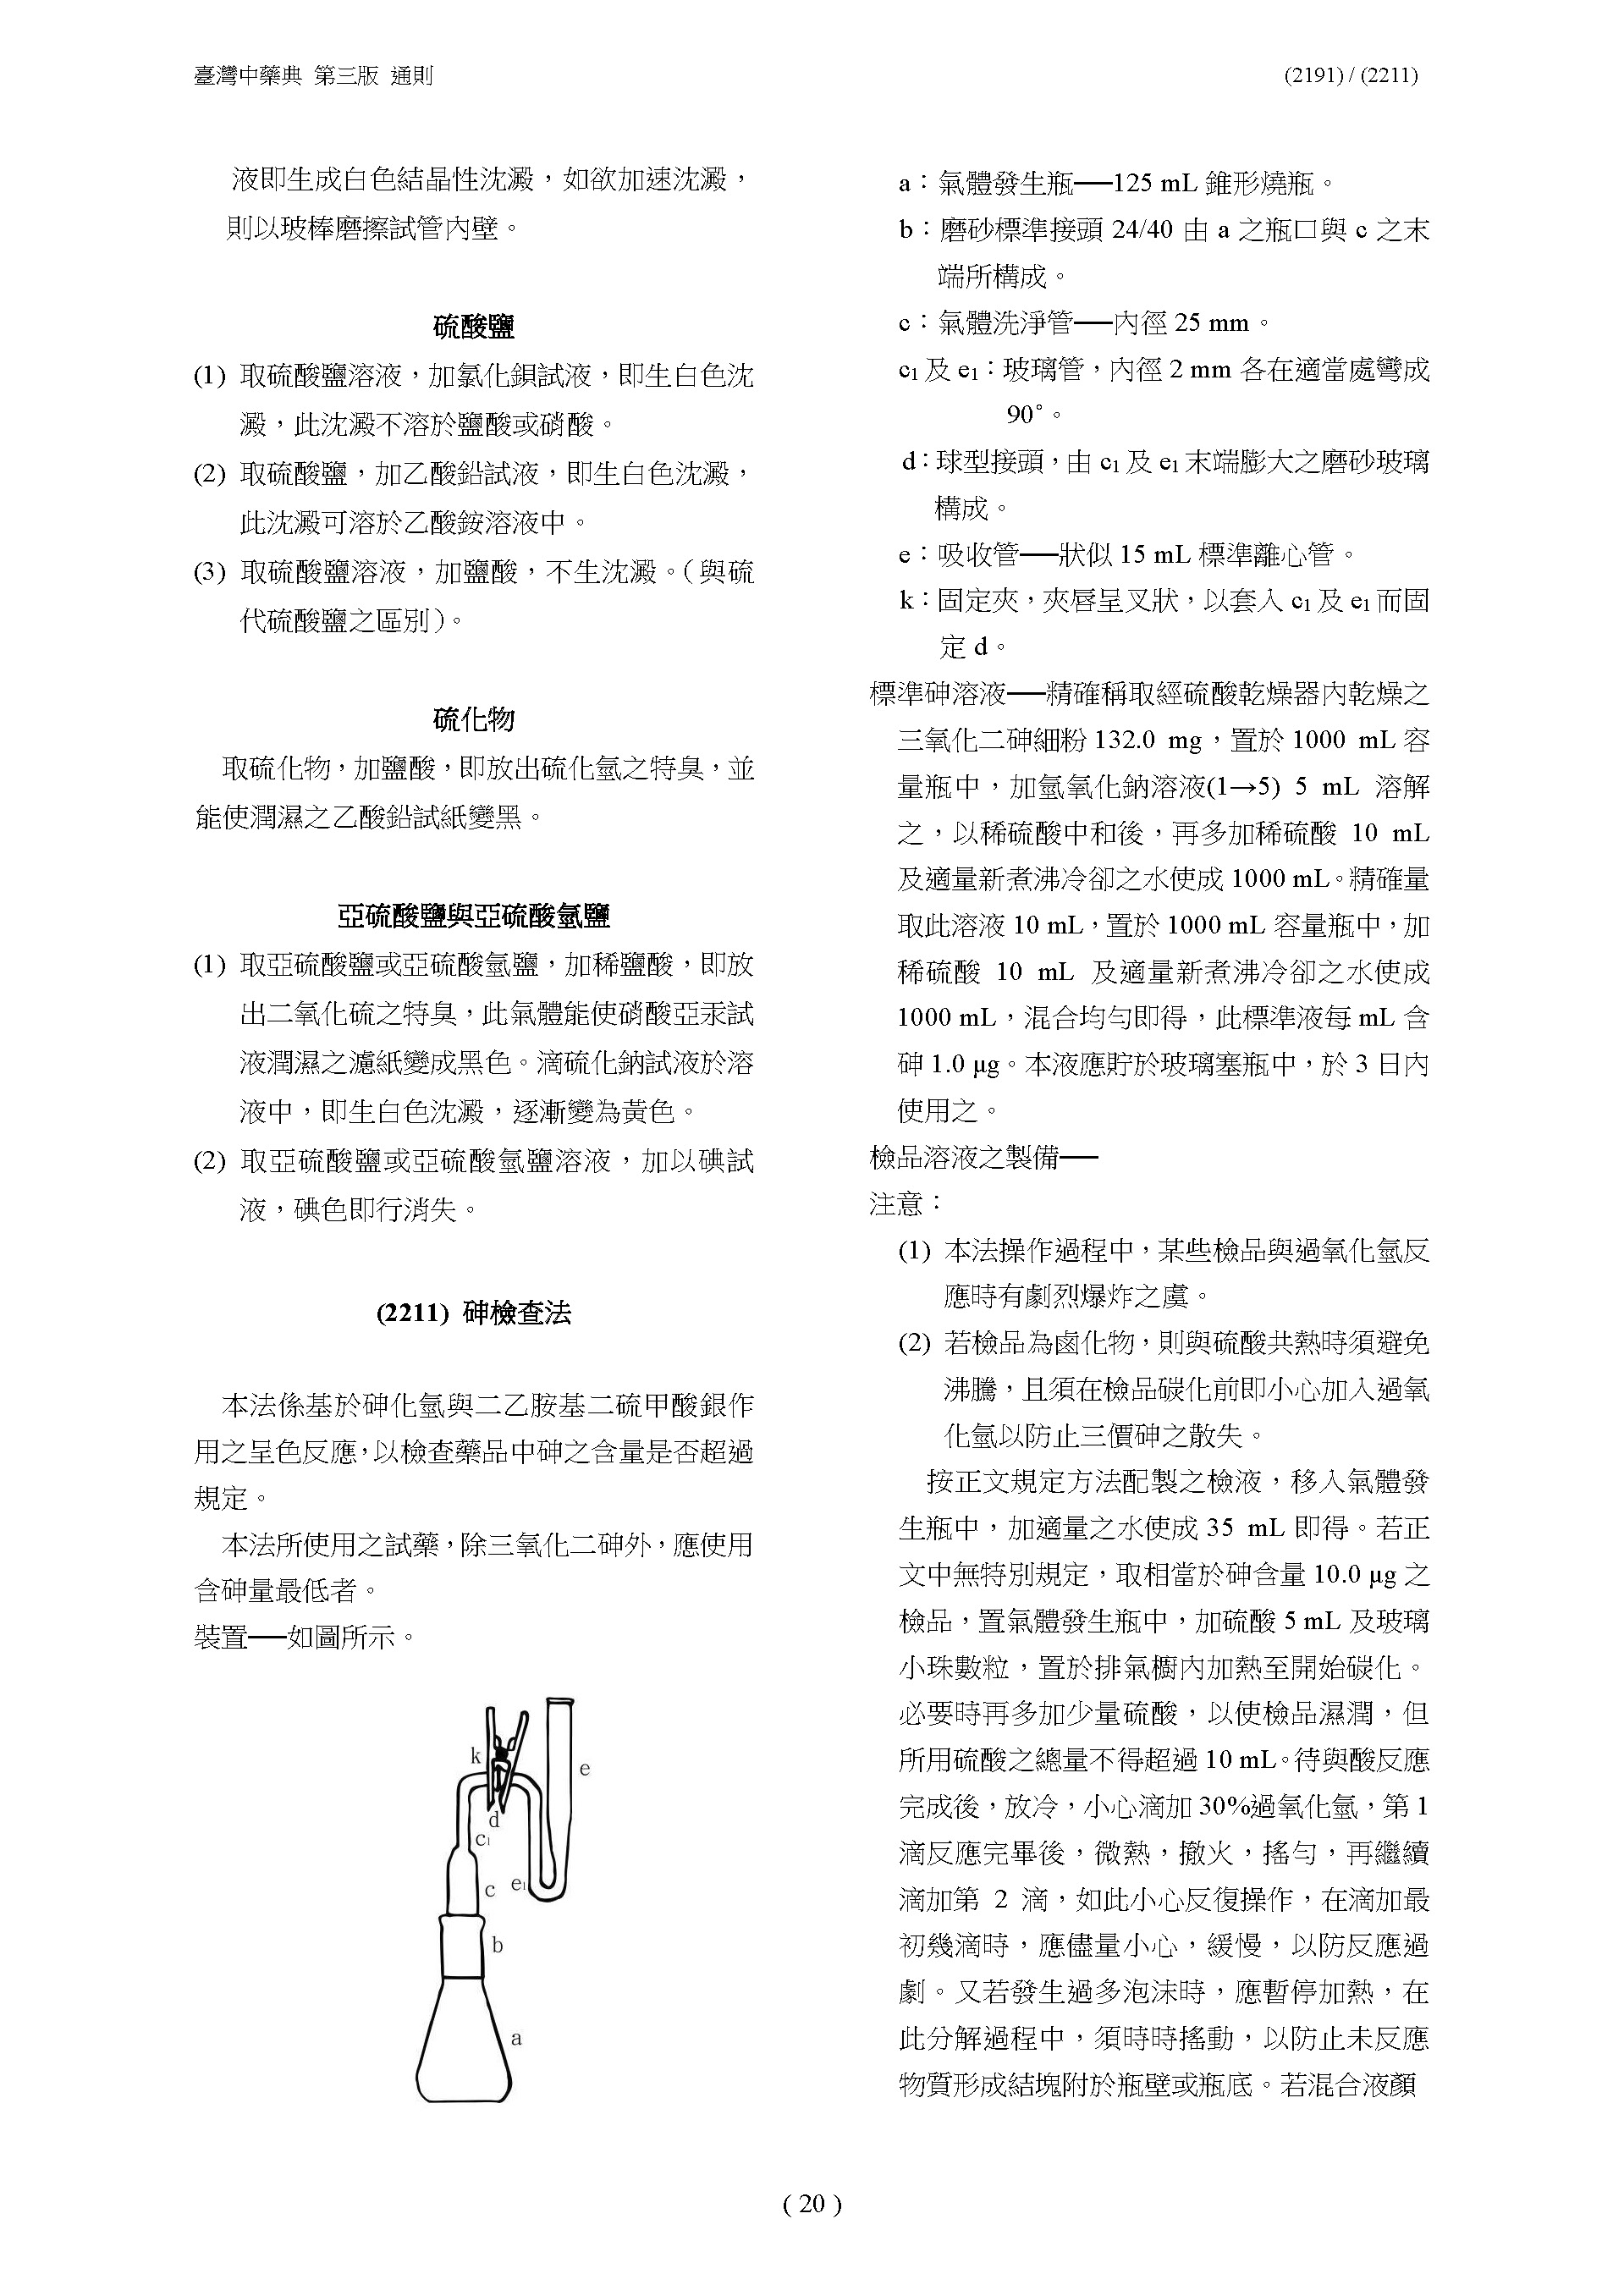 臺灣中藥典 第三版 通則
(2191) / (2211)
液即生成白色結晶性沈澱，如欲加速沈澱，
則以玻棒磨擦試管內壁。
硫酸鹽
(1) 取硫酸鹽溶液，加氯化鋇試液，即生白色沈
澱，此沈澱不溶於鹽酸或硝酸。
(2) 取硫酸鹽，加乙酸鉛試液，即生白色沈澱，
此沈澱可溶於乙酸銨溶液中。
(3) 取硫酸鹽溶液，加鹽酸，不生沈澱。（與硫
代硫酸鹽之區別）。
硫化物
取硫化物，加鹽酸，即放出硫化氫之特臭，並
能使潤濕之乙酸鉛試紙變黑。
亞硫酸鹽與亞硫酸氫鹽
(1) 取亞硫酸鹽或亞硫酸氫鹽，加稀鹽酸，即放
出二氧化硫之特臭，此氣體能使硝酸亞汞試
液潤濕之濾紙變成黑色。滴硫化鈉試液於溶
液中，即生白色沈澱，逐漸變為黃色。
(2) 取亞硫酸鹽或亞硫酸氫鹽溶液，加以碘試
液，碘色即行消失。
(2211) 砷檢查法
本法係基於砷化氫與二乙胺基二硫甲酸銀作
用之呈色反應，以檢查藥品中砷之含量是否超過
規定。
本法所使用之試藥，除三氧化二砷外，應使用
含砷量最低者。
裝置──如圖所示。
k
e
d
c₁
c
e₁
b
a
a：氣體發生瓶──125 mL 錐形燒瓶。
b：磨砂標準接頭 24/40 由 a 之瓶口與 c 之末
端所構成。
c：氣體洗淨管──內徑 25 mm。
c₁ 及 e₁：玻璃管，內徑 2 mm 各在適當處彎成
90°。
d：球型接頭，由 c₁ 及 e₁ 末端膨大之磨砂玻璃
構成。
e：吸收管──狀似 15 mL 標準離心管。
k：固定夾，夾唇呈叉狀，以套入 c₁ 及 e₁ 而固
定 d。
標準砷溶液──精確稱取經硫酸乾燥器內乾燥之
三氧化二砷細粉 132.0 mg，置於 1000 mL 容
量瓶中，加氫氧化鈉溶液(1→5) 5 mL 溶解
之，以稀硫酸中和後，再多加稀硫酸 10 mL
及適量新煮沸冷卻之水使成 1000 mL。精確量
取此溶液 10 mL，置於 1000 mL 容量瓶中，加
稀硫酸 10 mL 及適量新煮沸冷卻之水使成
1000 mL，混合均勻即得，此標準液每 mL 含
砷 1.0 μg。本液應貯於玻璃塞瓶中，於 3 日內
使用之。
檢品溶液之製備──
注意：
(1) 本法操作過程中，某些檢品與過氧化氫反
應時有劇烈爆炸之虞。
(2) 若檢品為鹵化物，則與硫酸共熱時須避免
沸騰，且須在檢品碳化前即小心加入過氧
化氫以防止三價砷之散失。
按正文規定方法配製之檢液，移入氣體發
生瓶中，加適量之水使成 35 mL 即得。若正
文中無特別規定，取相當於砷含量 10.0 μg 之
檢品，置氣體發生瓶中，加硫酸 5 mL 及玻璃
小珠數粒，置於排氣櫥內加熱至開始碳化。
必要時再多加少量硫酸，以使檢品濕潤，但
所用硫酸之總量不得超過 10 mL。待與酸反應
完成後，放冷，小心滴加 30%過氧化氫，第 1
滴反應完畢後，微熱，撤火，搖勻，再繼續
滴加第 2 滴，如此小心反復操作，在滴加最
初幾滴時，應儘量小心，緩慢，以防反應過
劇。又若發生過多泡沫時，應暫停加熱，在
此分解過程中，須時時搖動，以防止未反應
物質形成結塊附於瓶壁或瓶底。若混合液顏
( 20 )